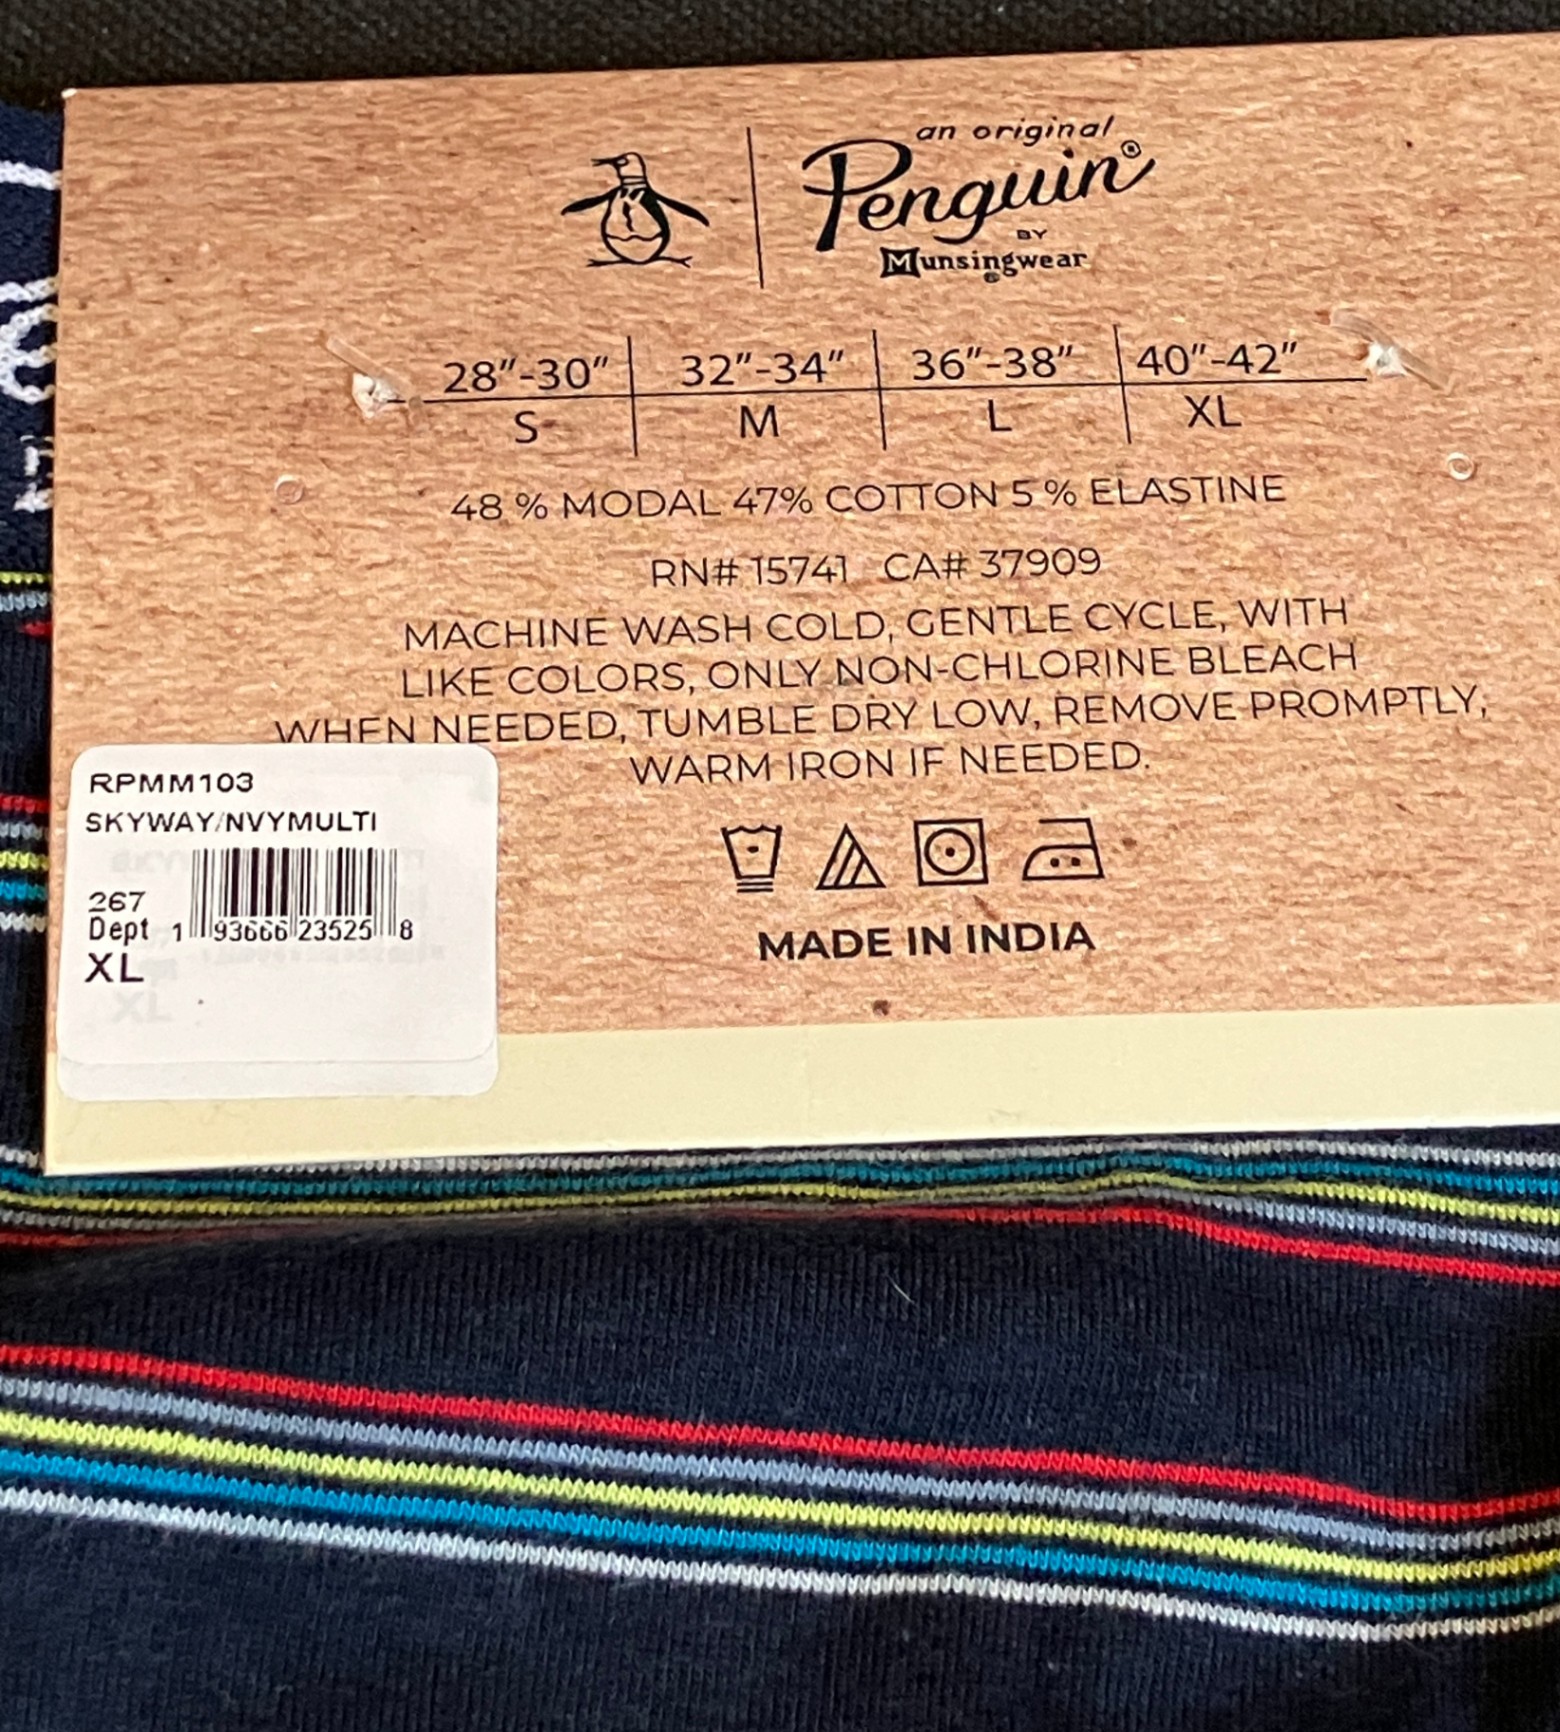 an original
Penguin®
BY
Munsingwear®
28"-30" 32"-34" 36"-38" 40"-42"
S M L XL
48 % MODAL 47% COTTON 5 % ELASTINE
RN# 15741 CA# 37909
MACHINE WASH COLD, GENTLE CYCLE, WITH
LIKE COLORS, ONLY NON-CHLORINE BLEACH
WHEN NEEDED, TUMBLE DRY LOW, REMOVE PROMPTLY,
WARM IRON IF NEEDED.
MADE IN INDIA
RPMM103
SKYWAY/NVYMULTI
267
Dept 1 93666 23525 8
XL